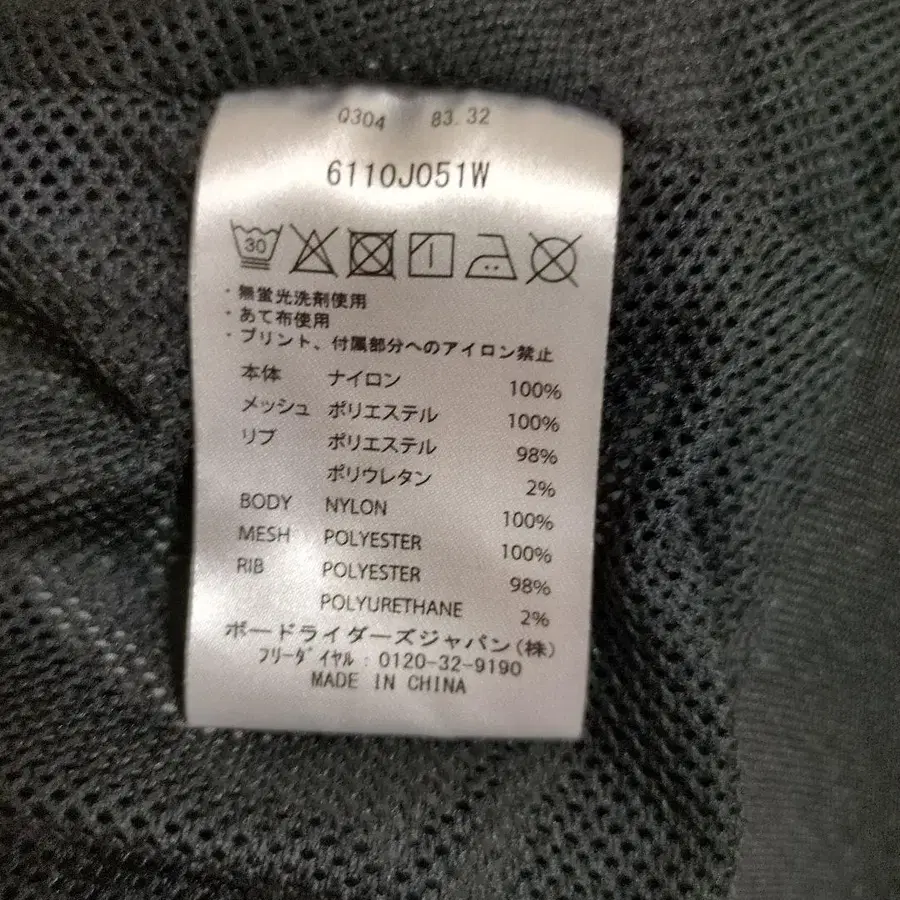 Q304 83.32
6110J051W
30
・無蛍光洗剤使用
・あて布使用
・プリント、付属部分へのアイロン禁止
本体 ナイロン 100%
メッシュ ポリエステル 100%
リブ ポリエステル 98%
ポリウレタン 2%
BODY NYLON 100%
MESH POLYESTER 100%
RIB POLYESTER 98%
POLYURETHANE 2%
ボードライダーズジャパン(株)
フリーダイヤル:0120-32-9190
MADE IN CHINA